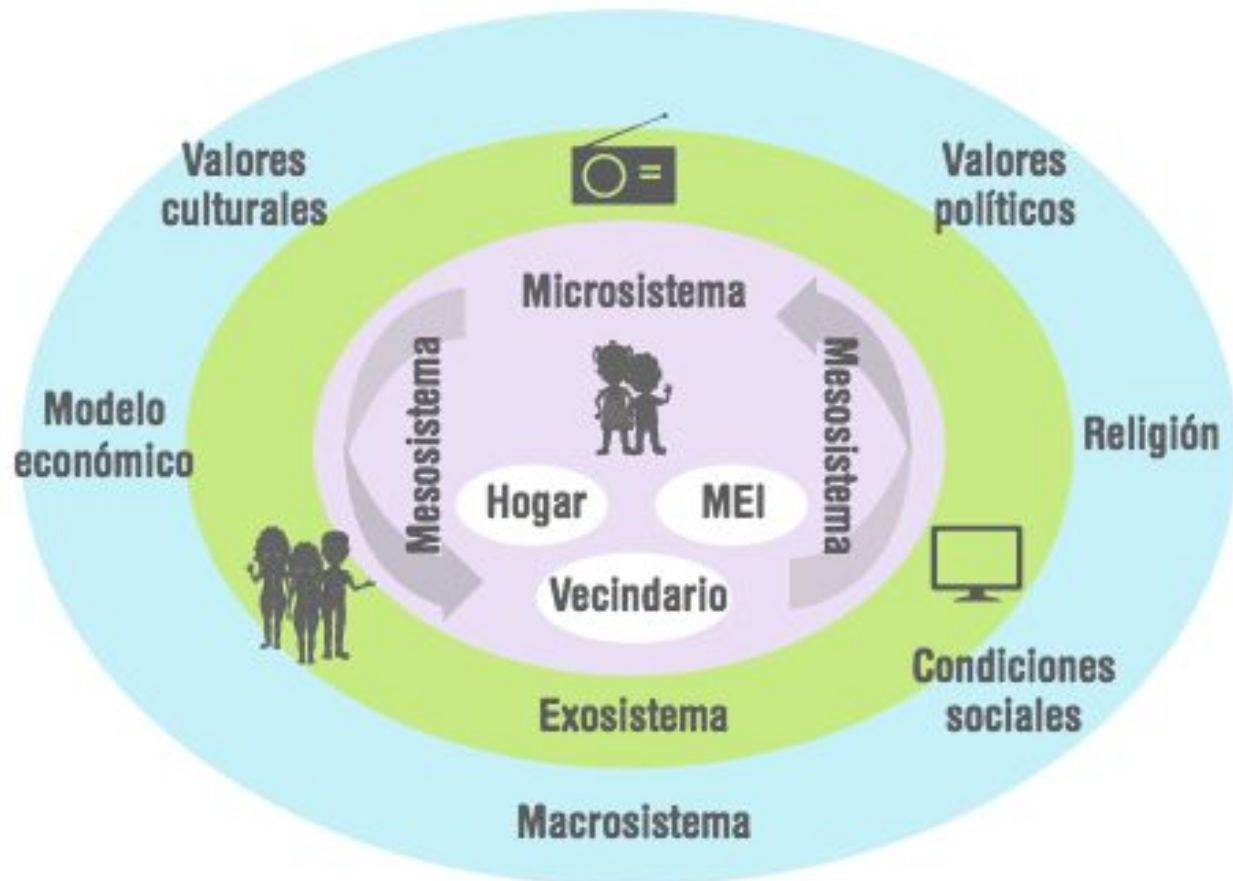 Valores
culturales
Valores
políticos
Microsistema
Mesosistema
Mesosistema
Modelo
económico
Religión
Hogar
MEI
Vecindario
Condiciones
sociales
Exosistema
Macrosistema